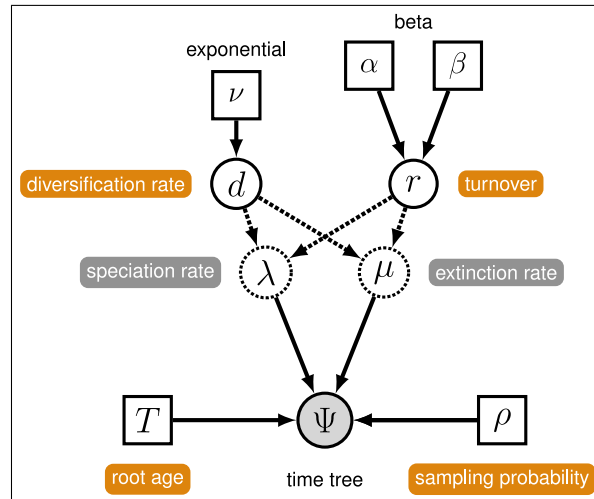 beta
exponential
α β
ν
diversification rate d r turnover
speciation rate λ μ extinction rate
T Ψ ρ
root age time tree sampling probability